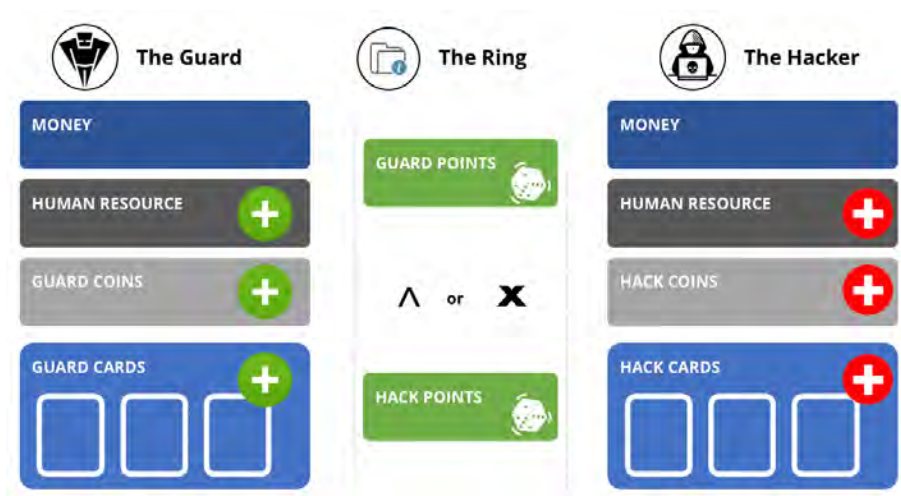 The Guard
MONEY
HUMAN RESOURCE
GUARD COINS
GUARD CARDS
The Ring
GUARD POINTS
^ or X
HACK POINTS
The Hacker
MONEY
HUMAN RESOURCE
HACK COINS
HACK CARDS